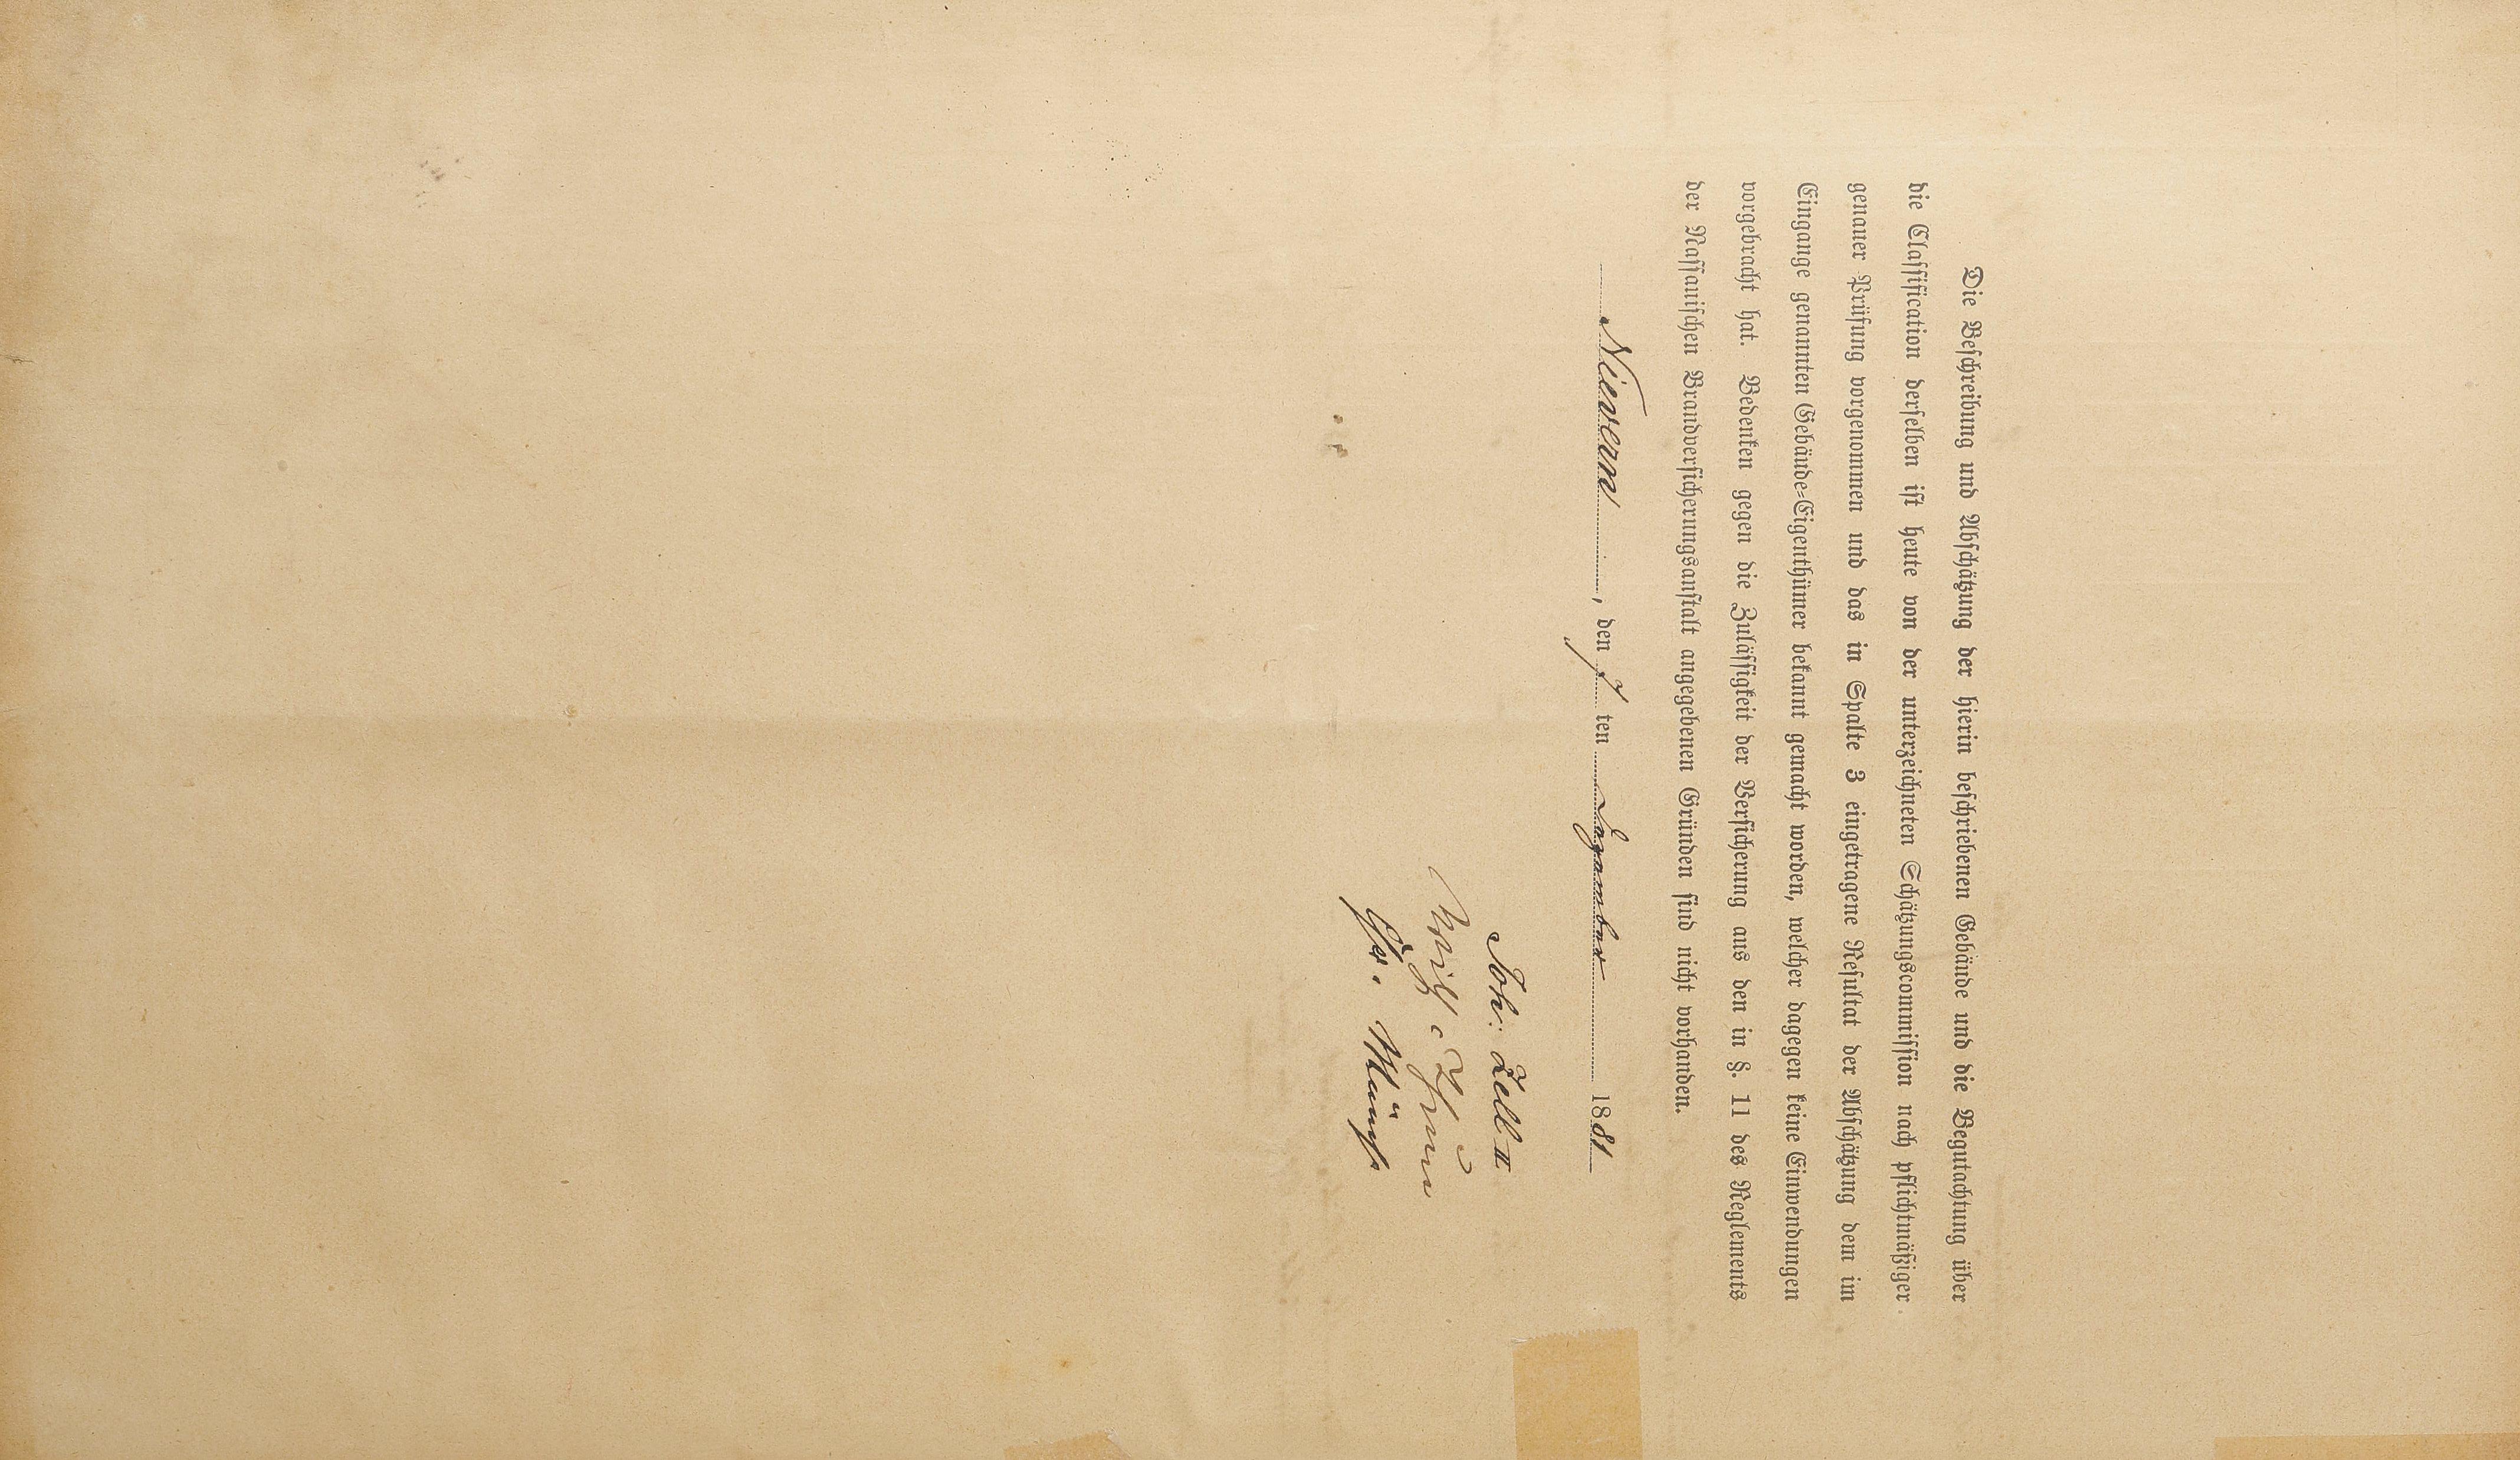 Die Beschreibung und Abschätzung der hierin beschriebenen Gebäude und die Begutachtung über
die Classification derselben ist heute von der unterzeichneten Schätzungscommission nach pflichtmäßiger
genauer Prüfung vorgenommen und das in Spalte 3 eingetragene Resultat der Abschätzung dem im
Eingange genannten Gebäude-Eigenthümer bekannt gemacht worden, welcher dagegen keine Einwendungen
vorgebracht hat. Bedenken gegen die Zulässigkeit der Versicherung aus den in §. 11 des Reglements
der Nassauischen Brandversicherungsanstalt angegebenen Gründen sind nicht vorhanden.
Nievern, den 7 ten Dezember 1881
Joh: Zell II